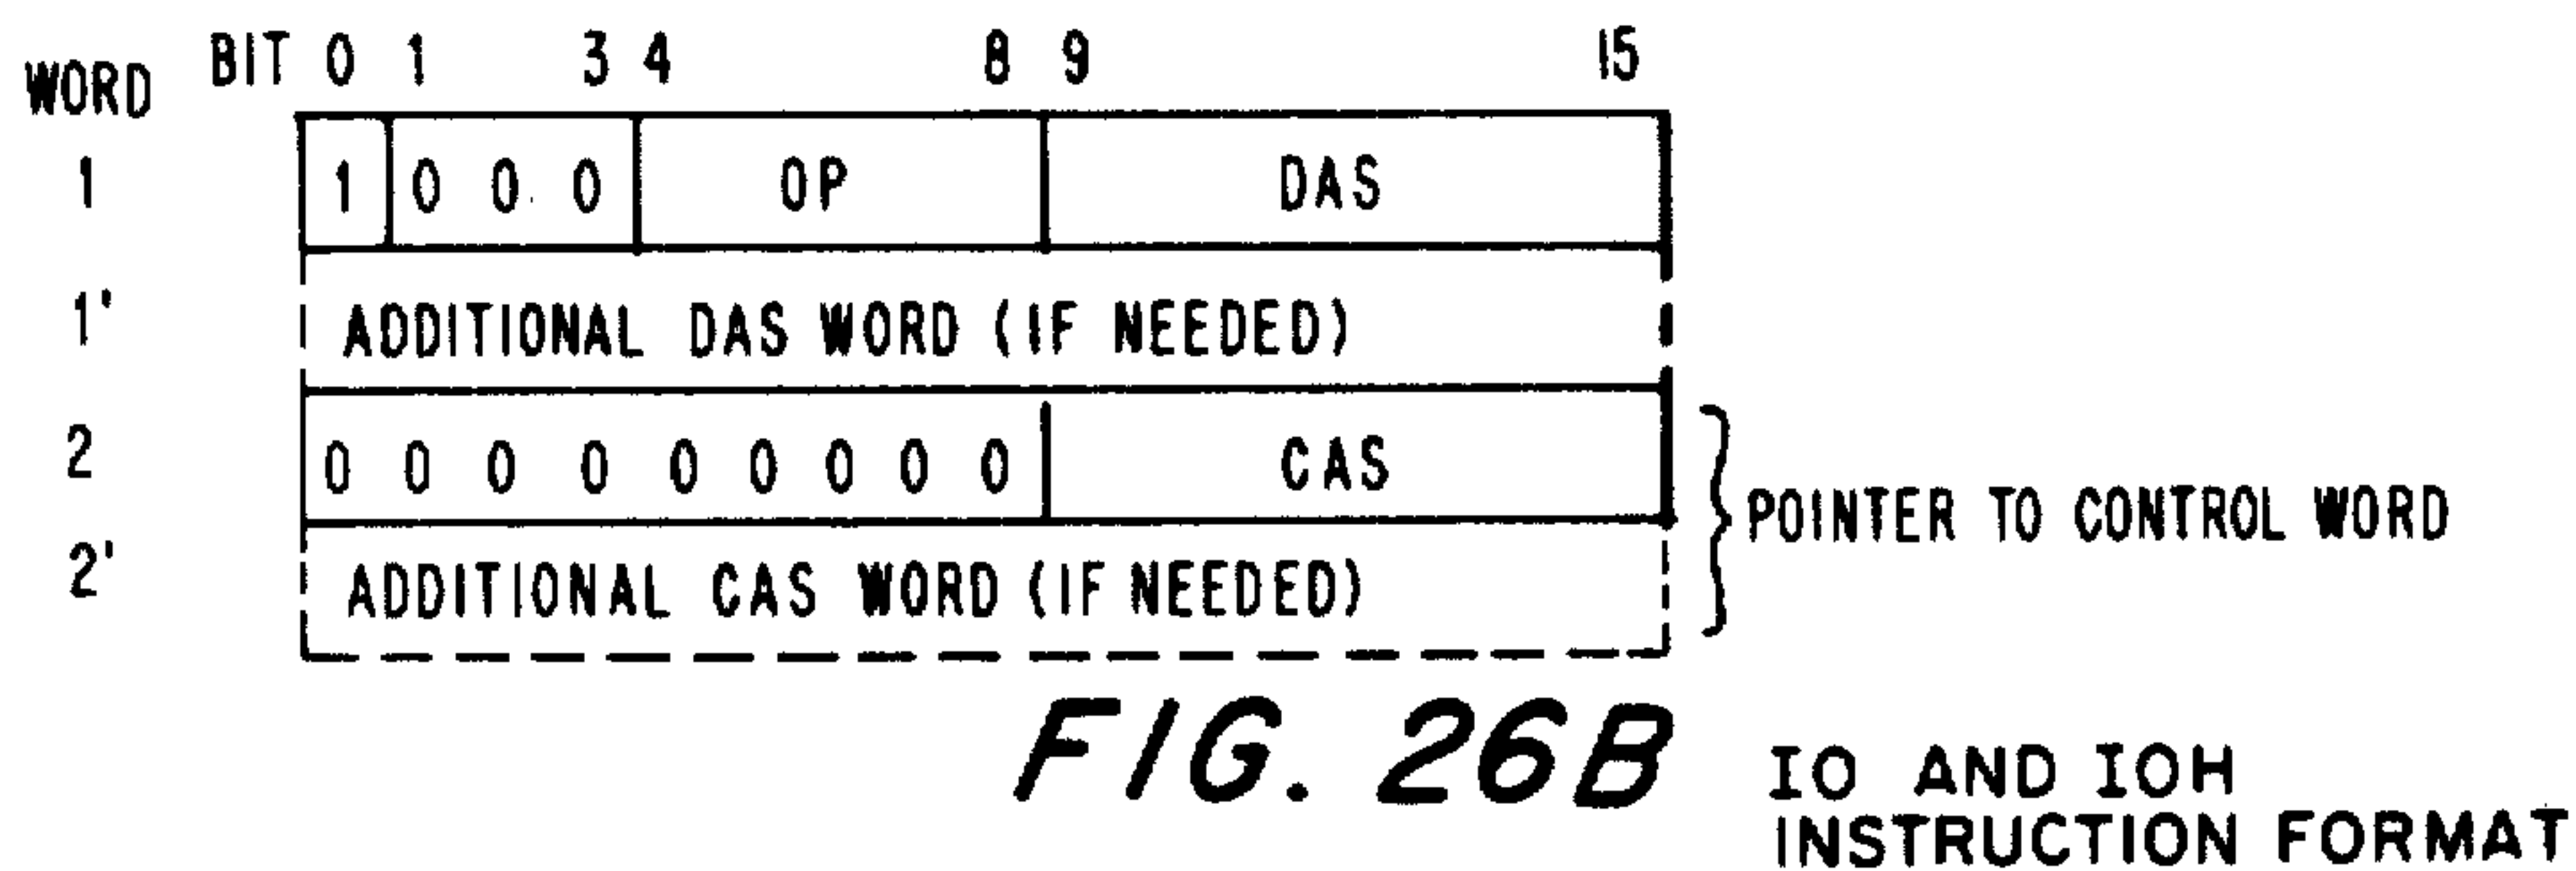 WORD BIT 0 1 3 4 8 9 15
1 1 0 0 0 OP DAS
1' ADDITIONAL DAS WORD (IF NEEDED)
2 0 0 0 0 0 0 0 0 0 CAS
POINTER TO CONTROL WORD
2' ADDITIONAL CAS WORD (IF NEEDED)
FIG. 26B IO AND IOH
INSTRUCTION FORMAT